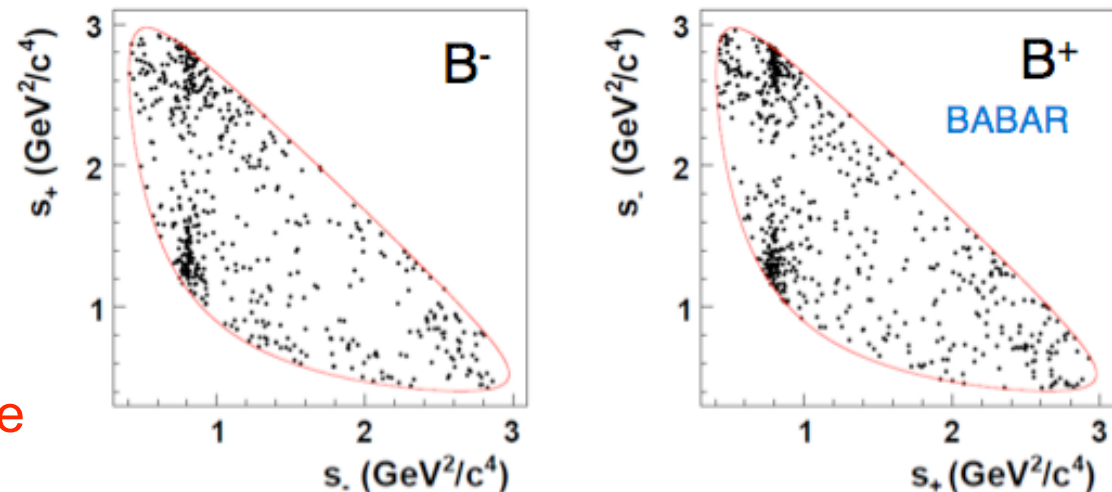 B-
s+ (GeV²/c⁴)
3
2
1
1 2 3
s- (GeV²/c⁴)
B+
BABAR
s- (GeV²/c⁴)
3
2
1
1 2 3
s+ (GeV²/c⁴)
e